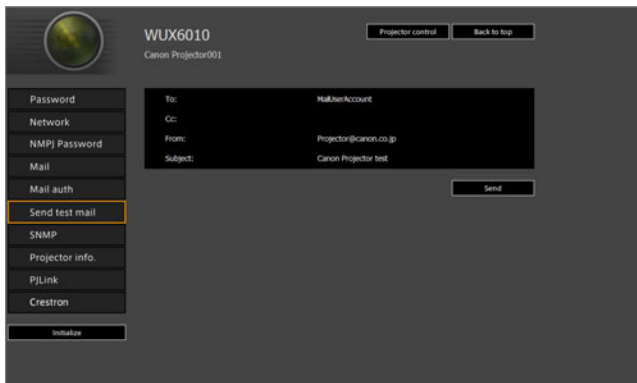 WUX6010
Canon Projector001
Projector control
Back to top
Password
Network
NMPJ Password
Mail
Mail auth
Send test mail
SNMP
Projector info.
PJLink
Crestron
Initialize
To: MailUserAccount
Cc:
From: Projector@canon.co.jp
Subject: Canon Projector test
Send